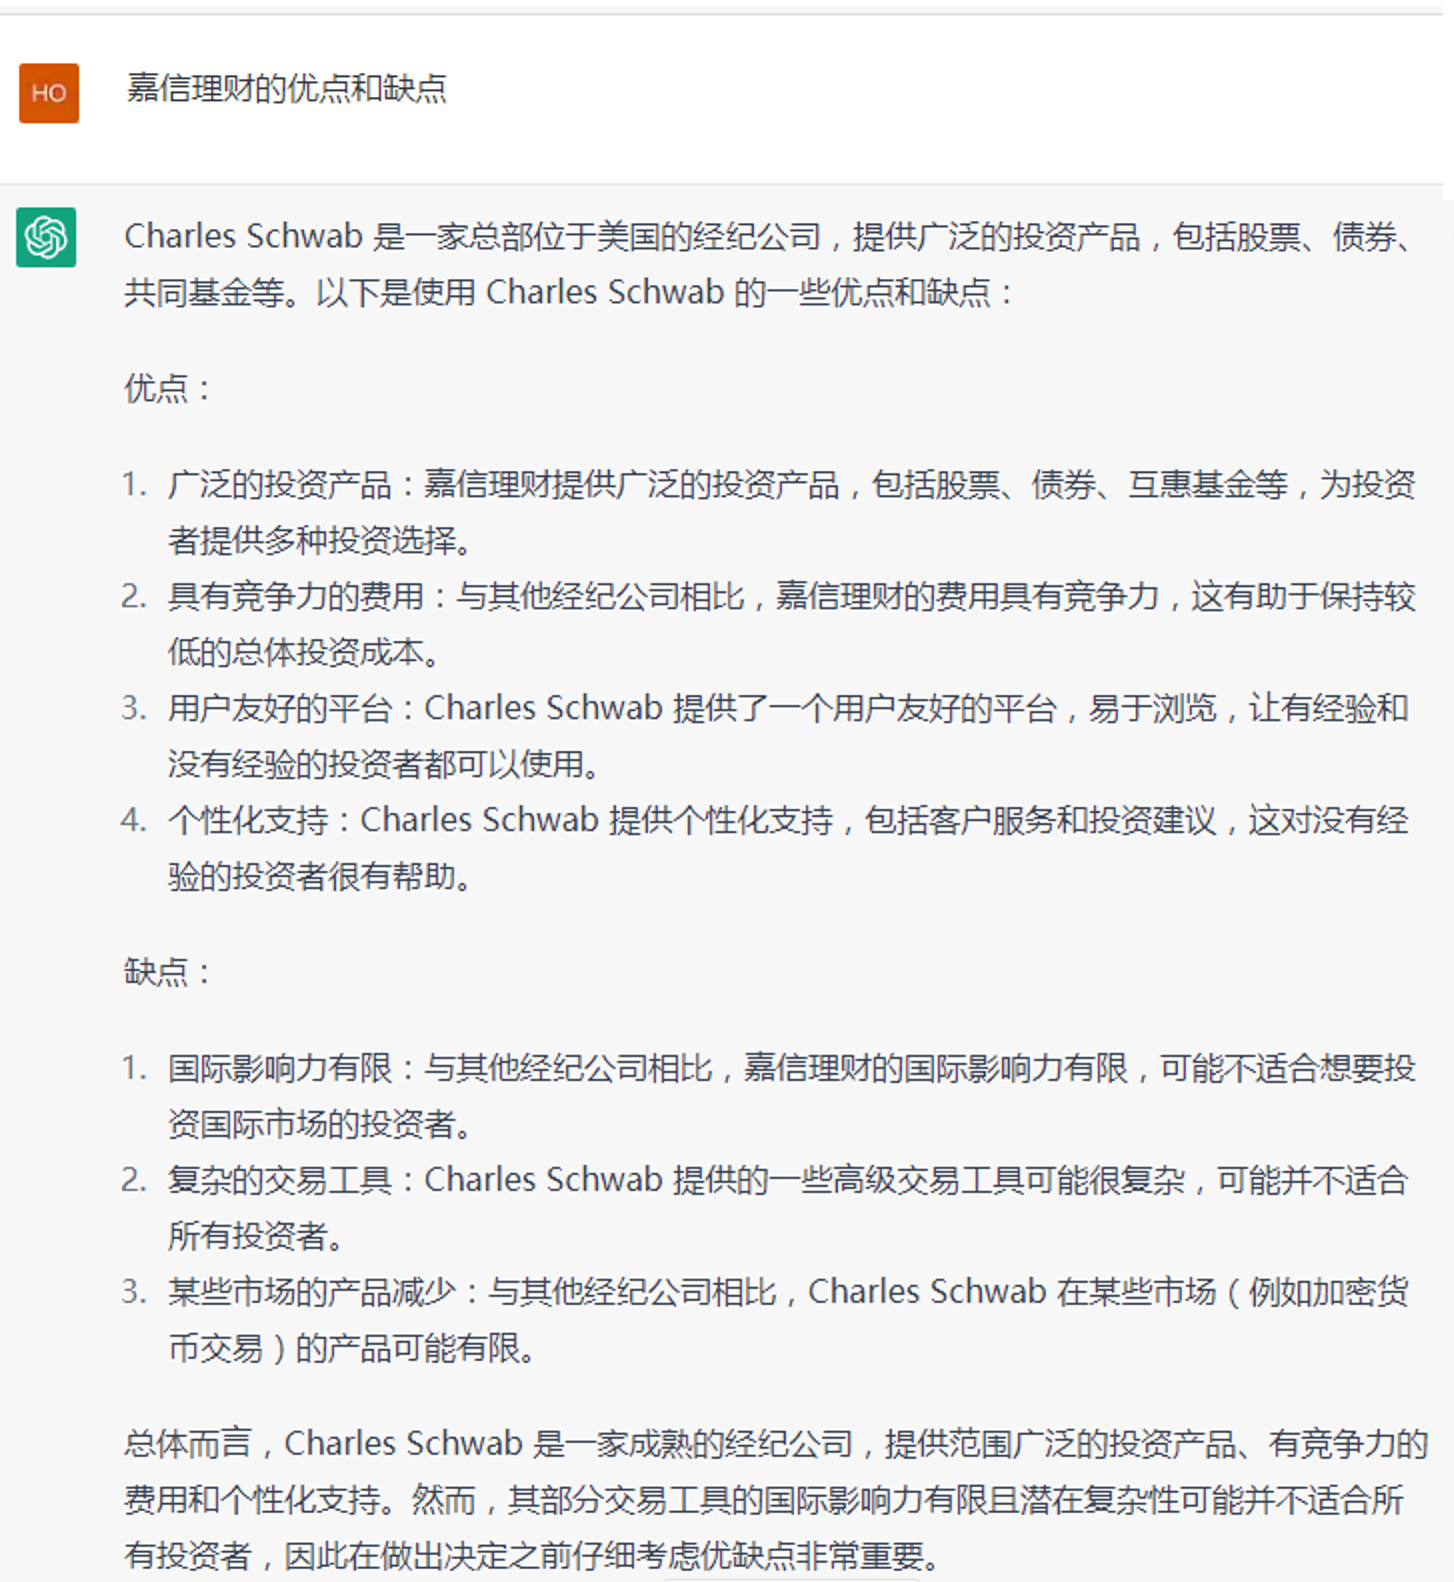 HO
嘉信理财的优点和缺点
Charles Schwab 是一家总部位于美国的经纪公司，提供广泛的投资产品，包括股票、债券、
共同基金等。以下是使用 Charles Schwab 的一些优点和缺点：
优点：
1. 广泛的投资产品：嘉信理财提供广泛的投资产品，包括股票、债券、互惠基金等，为投资
者提供多种投资选择。
2. 具有竞争力的费用：与其他经纪公司相比，嘉信理财的费用具有竞争力，这有助于保持较
低的总体投资成本。
3. 用户友好的平台：Charles Schwab 提供了一个用户友好的平台，易于浏览，让有经验和
没有经验的投资者都可以使用。
4. 个性化支持：Charles Schwab 提供个性化支持，包括客户服务和投资建议，这对没有经
验的投资者很有帮助。
缺点：
1. 国际影响力有限：与其他经纪公司相比，嘉信理财的国际影响力有限，可能不适合想要投
资国际市场的投资者。
2. 复杂的交易工具：Charles Schwab 提供的一些高级交易工具可能很复杂，可能并不适合
所有投资者。
3. 某些市场的产品减少：与其他经纪公司相比，Charles Schwab 在某些市场（例如加密货
币交易）的产品可能有限。
总体而言，Charles Schwab 是一家成熟的经纪公司，提供范围广泛的投资产品、有竞争力的
费用和个性化支持。然而，其部分交易工具的国际影响力有限且潜在复杂性可能并不适合所
有投资者，因此在做出决定之前仔细考虑优缺点非常重要。